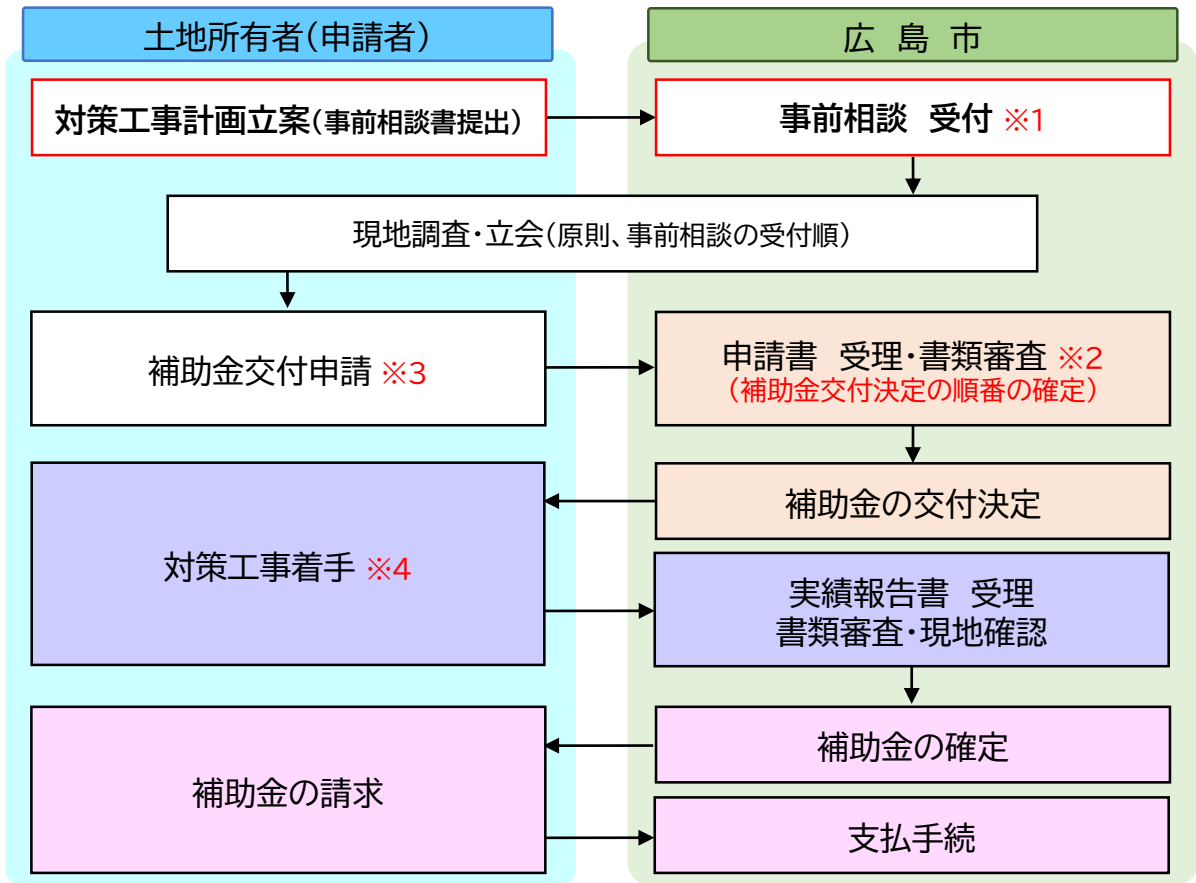 土地所有者(申請者)
広 島 市
対策工事計画立案(事前相談書提出)
事前相談 受付 ※1
現地調査・立会(原則、事前相談の受付順)
補助金交付申請 ※3
申請書 受理・書類審査 ※2
(補助金交付決定の順番の確定)
補助金の交付決定
対策工事着手 ※4
実績報告書 受理
書類審査・現地確認
補助金の確定
補助金の請求
支払手続